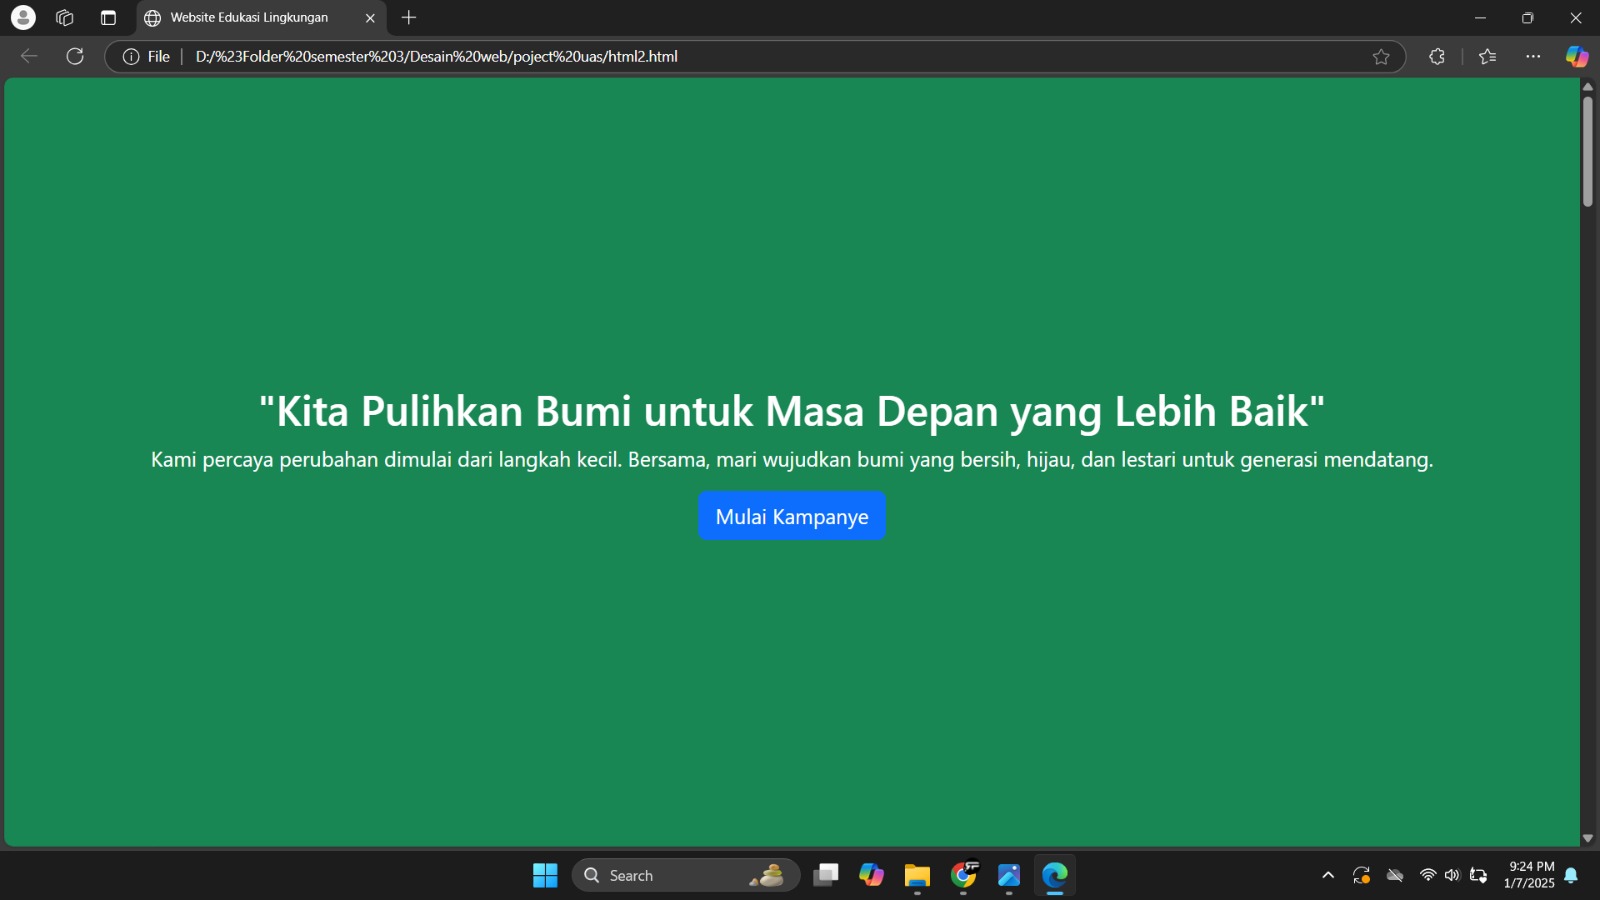 Website Edukasi Lingkungan
File
D:/%23Folder%20semester%203/Desain%20web/poject%20uas/html2.html
"Kita Pulihkan Bumi untuk Masa Depan yang Lebih Baik"
Kami percaya perubahan dimulai dari langkah kecil. Bersama, mari wujudkan bumi yang bersih, hijau, dan lestari untuk generasi mendatang.
Mulai Kampanye
Search
9:24 PM
1/7/2025